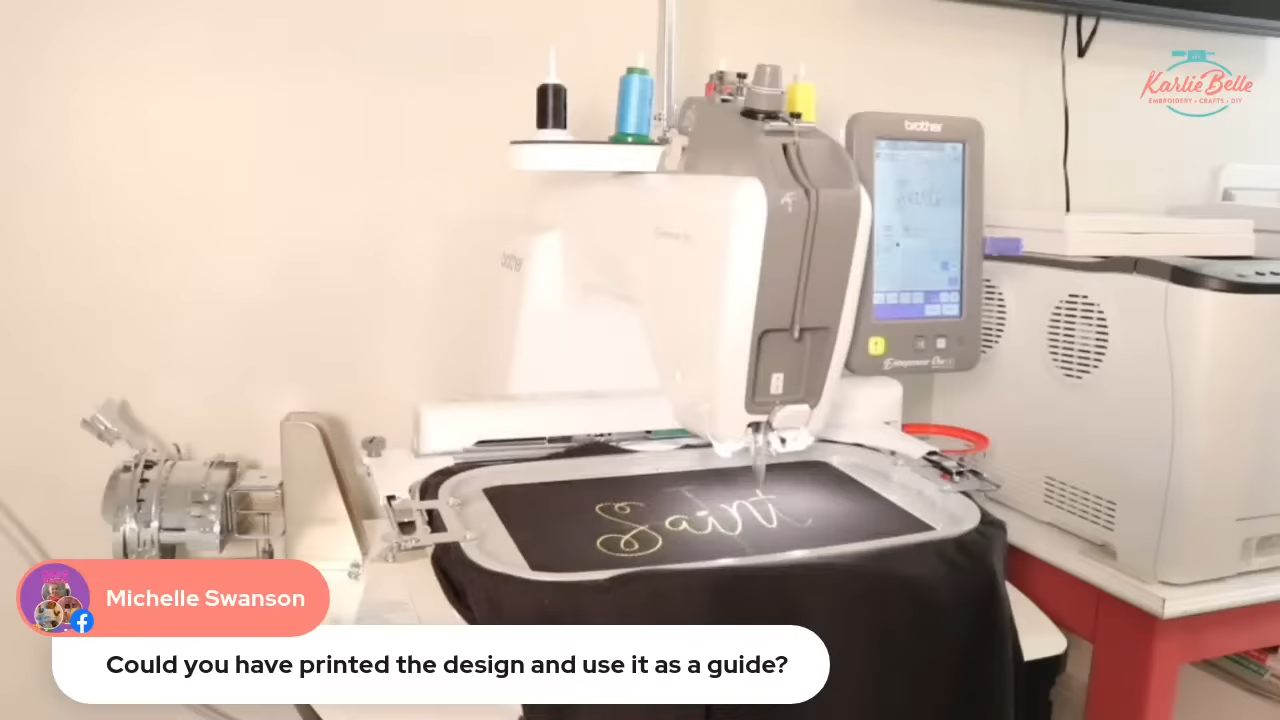 KarlieBelle
EMBROIDERY • CRAFTS • DIY
brother
brother
Saint
Michelle Swanson
Could you have printed the design and use it as a guide?